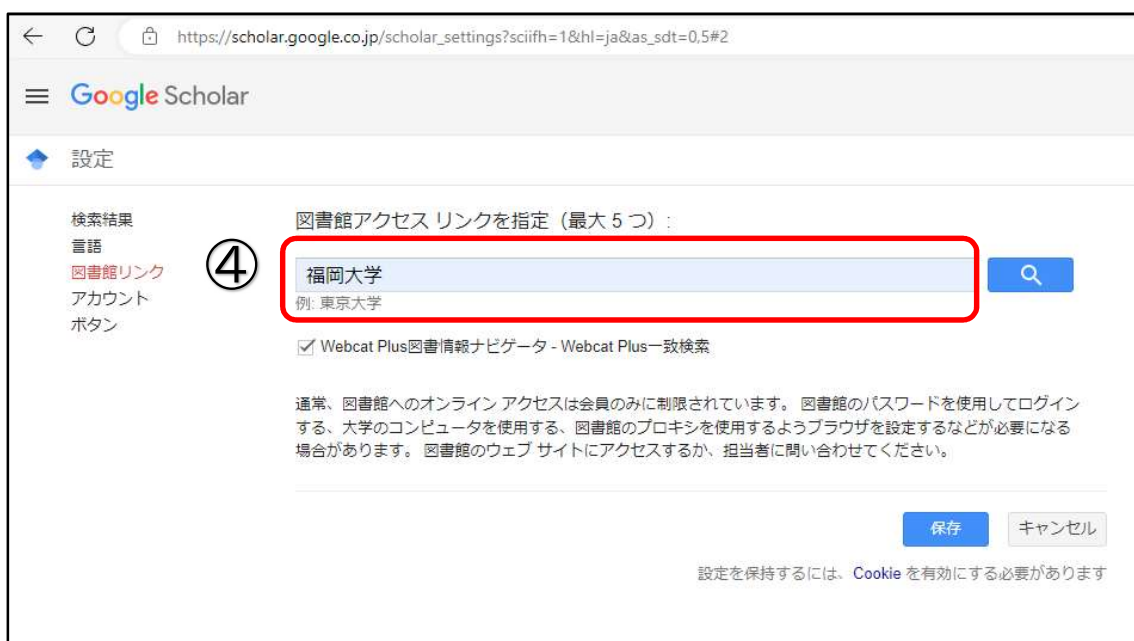 https://scholar.google.co.jp/scholar_settings?sciifh=1&hl=ja&as_sdt=0,5#2
Google Scholar
設定
検索結果
言語
図書館リンク
アカウント
ボタン
図書館アクセス リンクを指定（最大 5 つ）:
④
福岡大学
例: 東京大学
Webcat Plus図書情報ナビゲータ - Webcat Plus一致検索
通常、図書館へのオンライン アクセスは会員のみに制限されています。 図書館のパスワードを使用してログイン
する、大学のコンピュータを使用する、図書館のプロキシを使用するようブラウザを設定するなどが必要になる
場合があります。 図書館のウェブ サイトにアクセスするか、担当者に問い合わせてください。
保存
キャンセル
設定を保持するには、Cookie を有効にする必要があります